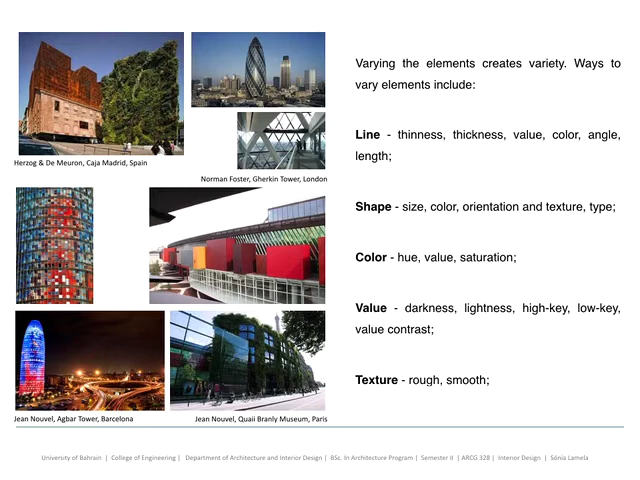 Herzog & De Meuron, Caja Madrid, Spain
Norman Foster, Gherkin Tower, London
Jean Nouvel, Agbar Tower, Barcelona
Jean Nouvel, Quaii Branly Museum, Paris
Varying the elements creates variety. Ways to
vary elements include:
Line - thinness, thickness, value, color, angle,
length;
Shape - size, color, orientation and texture, type;
Color - hue, value, saturation;
Value - darkness, lightness, high-key, low-key,
value contrast;
Texture - rough, smooth;
University of Bahrain | College of Engineering | Department of Architecture and Interior Design | BSc. In Architecture Program | Semester II | ARCG 328 | Interior Design | Sónia Lamela